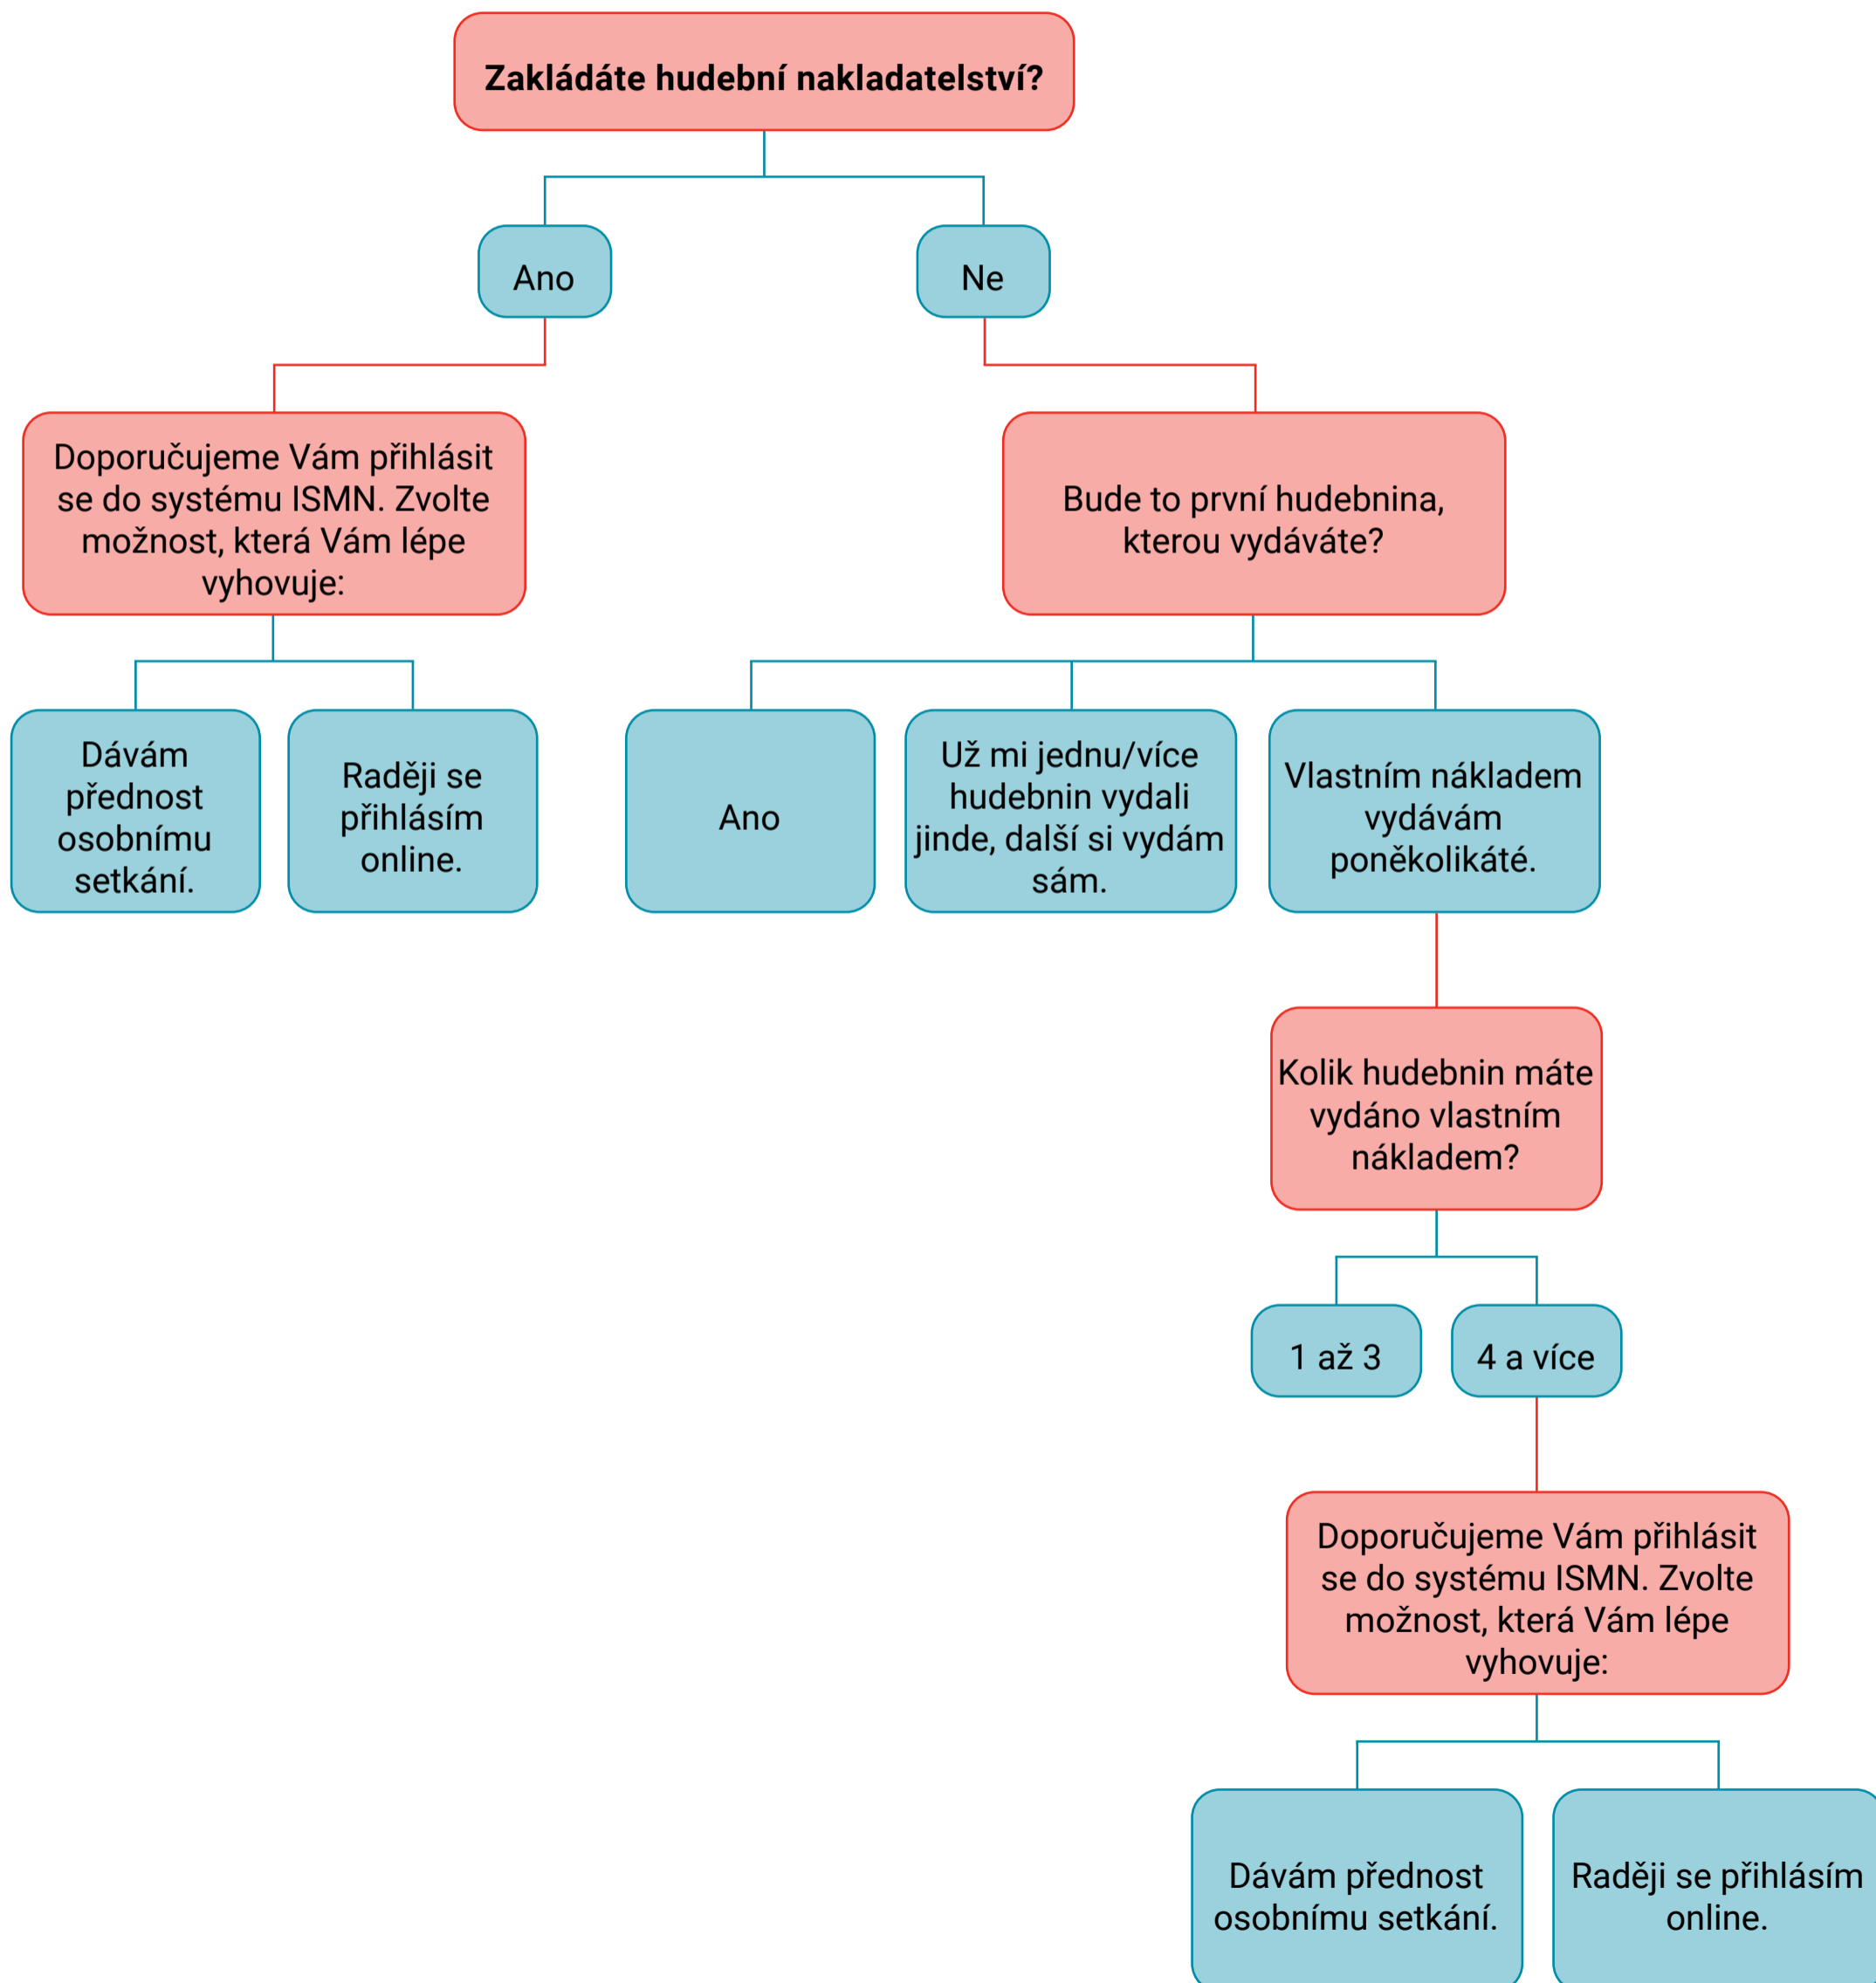 Zakládáte hudební nakladatelství?
Ano
Ne
Doporučujeme Vám přihlásit
se do systému ISMN. Zvolte
možnost, která Vám lépe
vyhovuje:
Bude to první hudebnina,
kterou vydáváte?
Dávám
přednost
osobnímu
setkání.
Raději se
přihlásím
online.
Ano
Už mi jednu/více
hudebnin vydali
jinde, další si vydám
sám.
Vlastním nákladem
vydávám
poněkolikáté.
Kolik hudebnin máte
vydáno vlastním
nákladem?
1 až 3
4 a více
Doporučujeme Vám přihlásit
se do systému ISMN. Zvolte
možnost, která Vám lépe
vyhovuje:
Dávám přednost
osobnímu setkání.
Raději se přihlásím
online.